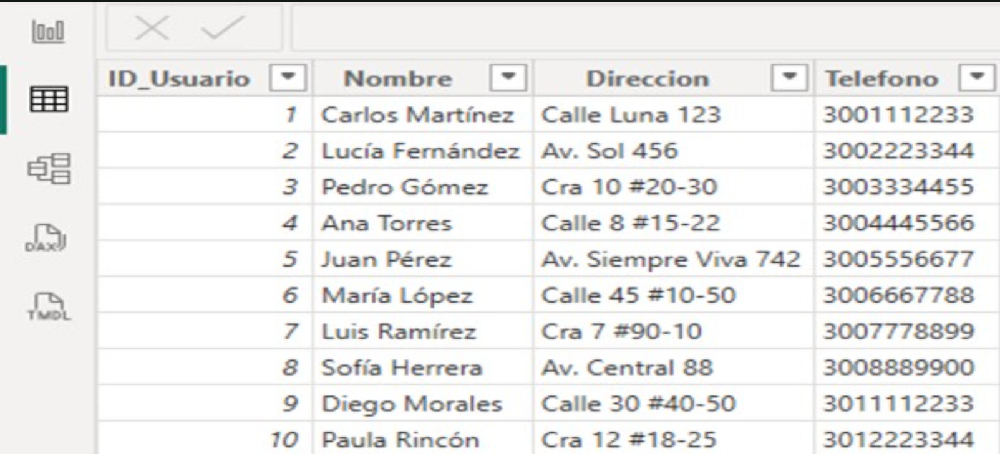 ID_Usuario Nombre Direccion Telefono
1 Carlos Martínez Calle Luna 123 3001112233
2 Lucía Fernández Av. Sol 456 3002223344
3 Pedro Gómez Cra 10 #20-30 3003334455
4 Ana Torres Calle 8 #15-22 3004445566
DAX
5 Juan Pérez Av. Siempre Viva 742 3005556677
6 María López Calle 45 #10-50 3006667788
TMDL
7 Luis Ramírez Cra 7 #90-10 3007778899
8 Sofía Herrera Av. Central 88 3008889900
9 Diego Morales Calle 30 #40-50 3011112233
10 Paula Rincón Cra 12 #18-25 3012223344